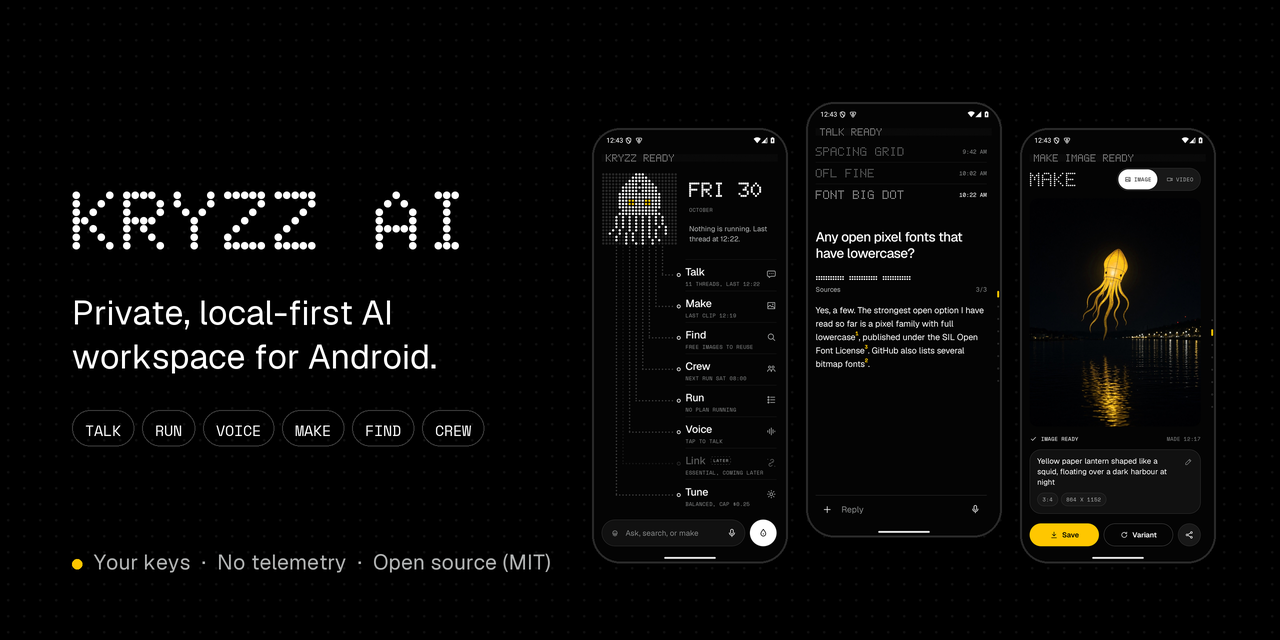 KRYZZ AI
Private, local-first AI
workspace for Android.
TALK
RUN
VOICE
MAKE
FIND
CREW
Your keys · No telemetry · Open source (MIT)
12:43
KRYZZ READY
FRI 30
OCTOBER
Nothing is running. Last
thread at 12:22.
Talk
11 THREADS, LAST 12:22
Make
LAST CLIP 12:19
Find
FREE IMAGES TO REUSE
Crew
NEXT RUN SAT 08:00
Run
NO PLAN RUNNING
Voice
TAP TO TALK
Link LATER
ESSENTIAL, COMING LATER
Tune
BALANCED, CAP $0.25
Ask, search, or make
12:43
TALK READY
SPACING GRID 9:42 AM
OFL FINE 10:02 AM
FONT BIG DOT 10:22 AM
Any open pixel fonts that
have lowercase?
Sources 3/3
Yes, a few. The strongest open option I have
read so far is a pixel family with full
lowercase¹, published under the SIL Open
Font License³. GitHub also lists several
bitmap fonts².
Reply
12:43
MAKE IMAGE READY
MAKE
IMAGE
VIDEO
IMAGE READY MADE 12:17
Yellow paper lantern shaped like a
squid, floating over a dark harbour at
night
3:4
864 X 1152
Save
Variant